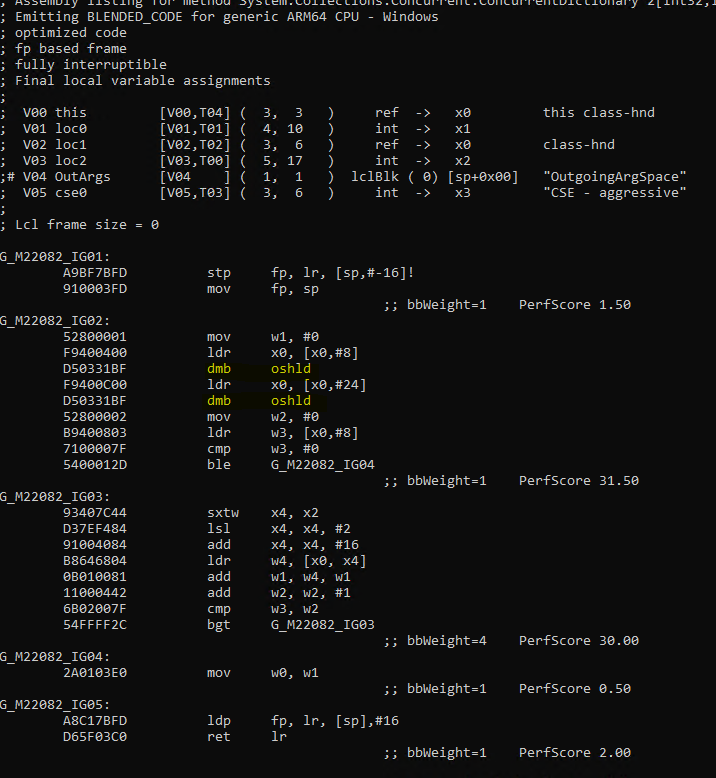 ; Assembly listing for method System.Collections.Concurrent.ConcurrentDictionary`2[Int32,I
; Emitting BLENDED_CODE for generic ARM64 CPU - Windows
; optimized code
; fp based frame
; fully interruptible
; Final local variable assignments
;
;  V00 this         [V00,T04] (  3,  3   )     ref  ->   x0         this class-hnd
;  V01 loc0         [V01,T01] (  4, 10   )     int  ->   x1
;  V02 loc1         [V02,T02] (  3,  6   )     ref  ->   x0         class-hnd
;  V03 loc2         [V03,T00] (  5, 17   )     int  ->   x2
;# V04 OutArgs      [V04    ] (  1,  1   )  lclBlk ( 0) [sp+0x00]   "OutgoingArgSpace"
;  V05 cse0         [V05,T03] (  3,  6   )     int  ->   x3         "CSE - aggressive"
;
; Lcl frame size = 0
G_M22082_IG01:
A9BF7BFD          stp     fp, lr, [sp,#-16]!
910003FD          mov     fp, sp
;; bbWeight=1    PerfScore 1.50
G_M22082_IG02:
52800001          mov     w1, #0
F9400400          ldr     x0, [x0,#8]
D50331BF          dmb     oshld
F9400C00          ldr     x0, [x0,#24]
D50331BF          dmb     oshld
52800002          mov     w2, #0
B9400803          ldr     w3, [x0,#8]
7100007F          cmp     w3, #0
5400012D          ble     G_M22082_IG04
;; bbWeight=1    PerfScore 31.50
G_M22082_IG03:
93407C44          sxtw    x4, x2
D37EF484          lsl     x4, x4, #2
91004084          add     x4, x4, #16
B8646804          ldr     w4, [x0, x4]
0B010081          add     w1, w4, w1
11000442          add     w2, w2, #1
6B02007F          cmp     w3, w2
54FFFF2C          bgt     G_M22082_IG03
;; bbWeight=4    PerfScore 30.00
G_M22082_IG04:
2A0103E0          mov     w0, w1
;; bbWeight=1    PerfScore 0.50
G_M22082_IG05:
A8C17BFD          ldp     fp, lr, [sp],#16
D65F03C0          ret     lr
;; bbWeight=1    PerfScore 2.00